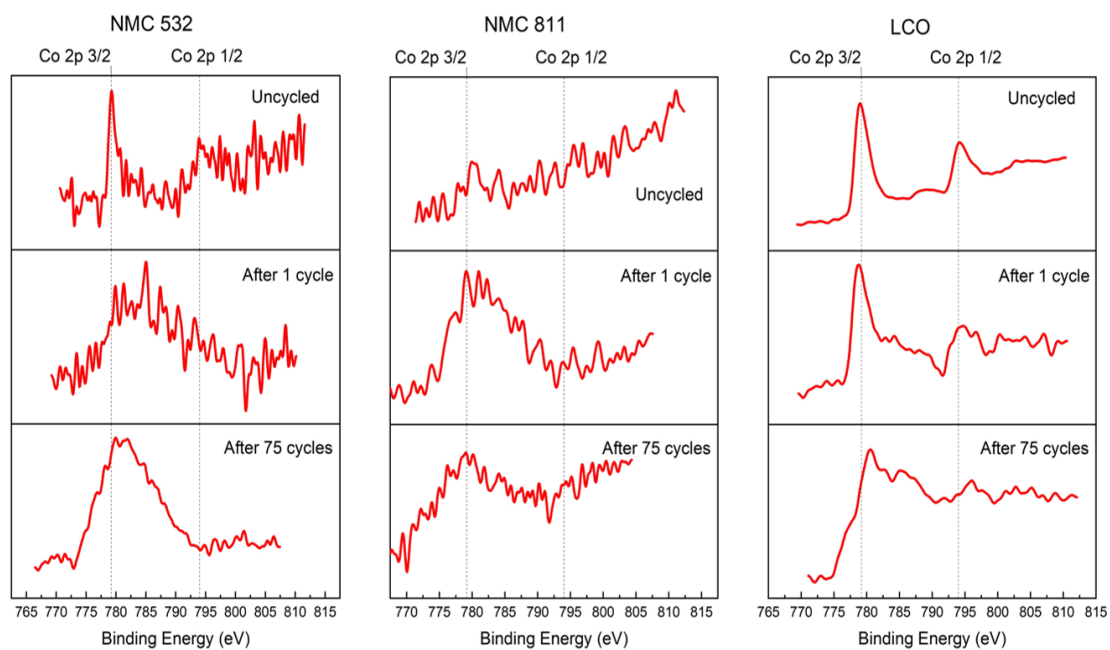 NMC 532
NMC 811
LCO
Co 2p 3/2 Co 2p 1/2
Co 2p 3/2 Co 2p 1/2
Co 2p 3/2 Co 2p 1/2
Uncycled
Uncycled
Uncycled
After 1 cycle
After 1 cycle
After 1 cycle
After 75 cycles
After 75 cycles
After 75 cycles
765 770 775 780 785 790 795 800 805 810 815
770 775 780 785 790 795 800 805 810 815
765 770 775 780 785 790 795 800 805 810 815
Binding Energy (eV)
Binding Energy (eV)
Binding Energy (eV)